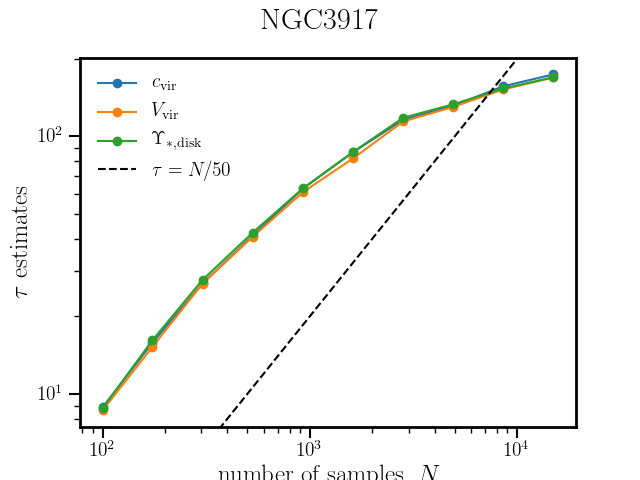 NGC3917
c_vir
V_vir
Υ_*,disk
τ = N/50
τ estimates
10^2
10^1
10^2
10^3
10^4
number of samples, N